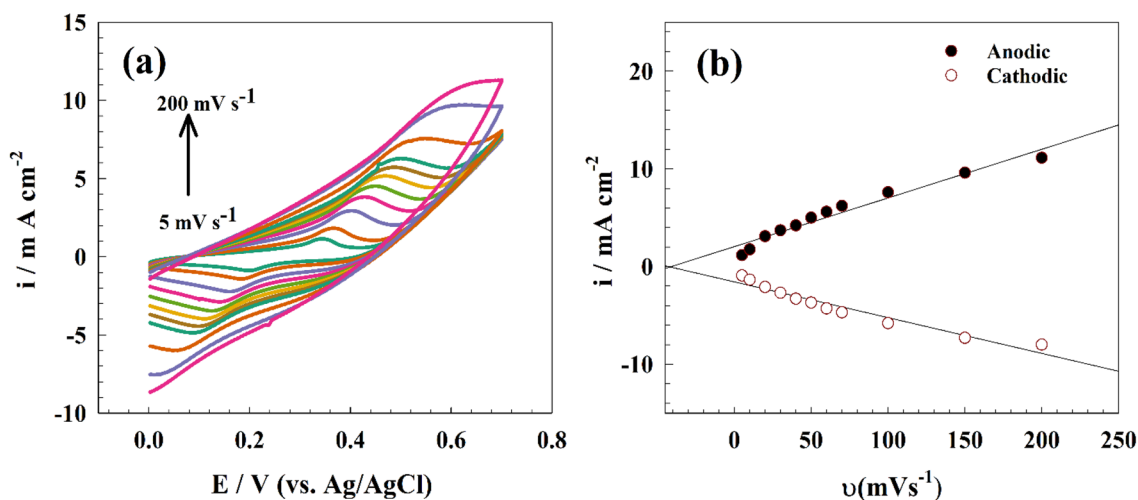 (a)
200 mV s⁻¹
5 mV s⁻¹
15
10
5
0
-5
-10
0.0 0.2 0.4 0.6 0.8
i / m A cm⁻²
E / V (vs. Ag/AgCl)
(b)
Anodic
Cathodic
20
10
0
-10
0 50 100 150 200 250
i / mA cm⁻²
υ(mVs⁻¹)